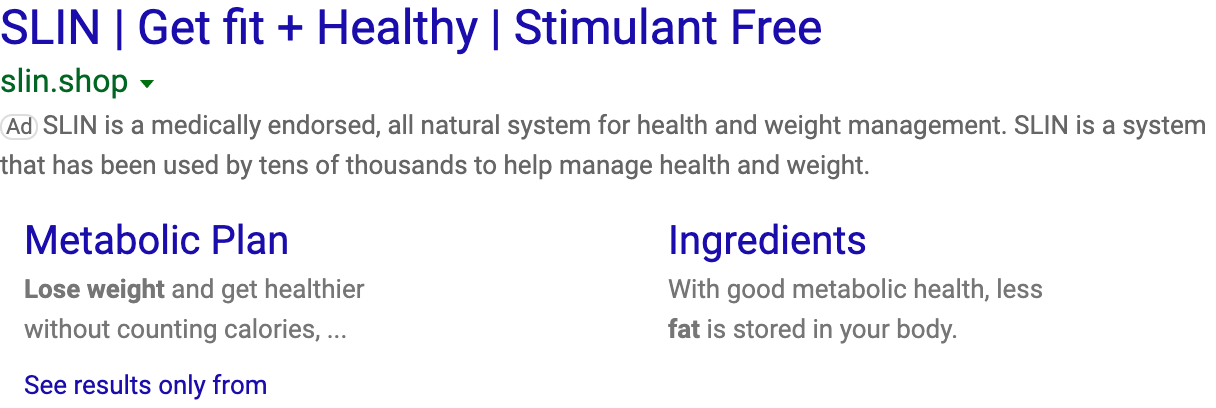 SLIN | Get fit + Healthy | Stimulant Free
slin.shop
Ad SLIN is a medically endorsed, all natural system for health and weight management. SLIN is a system
that has been used by tens of thousands to help manage health and weight.
Metabolic Plan
Lose weight and get healthier
without counting calories, ...
Ingredients
With good metabolic health, less
fat is stored in your body.
See results only from